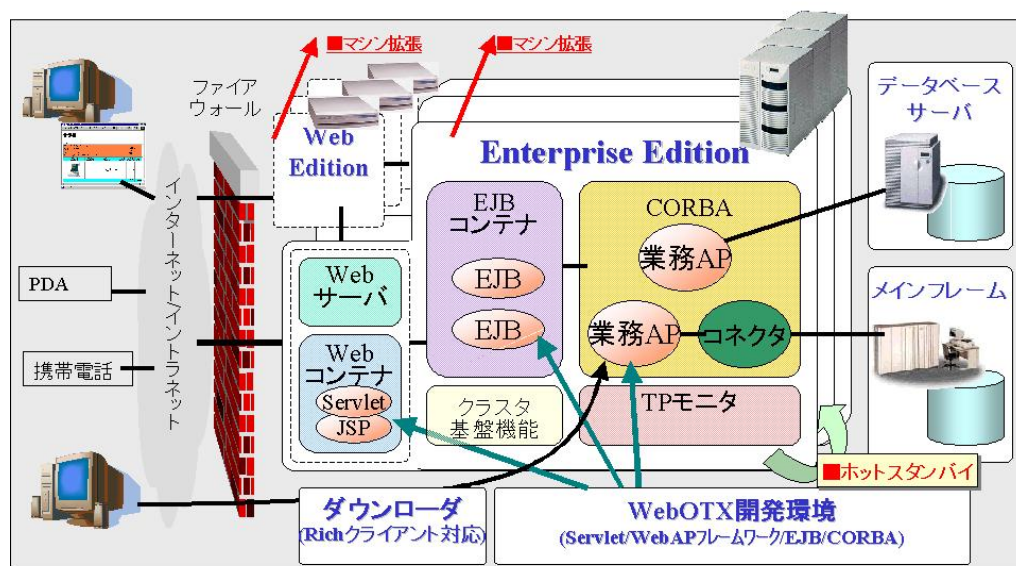 ■マシン拡張
■マシン拡張
ファイア
ウォール
Web
Edition
Enterprise Edition
データベース
サーバ
インターネット/イントラネット
PDA
携帯電話
Web
サーバ
Web
コンテナ
Servlet
JSP
EJB
コンテナ
EJB
EJB
CORBA
業務AP
業務AP
コネクタ
メインフレーム
クラスタ
基盤機能
TPモニタ
■ホットスタンバイ
ダウンローダ
(Richクライアント対応)
WebOTX開発環境
(Servlet/WebAPフレームワーク/EJB/CORBA)